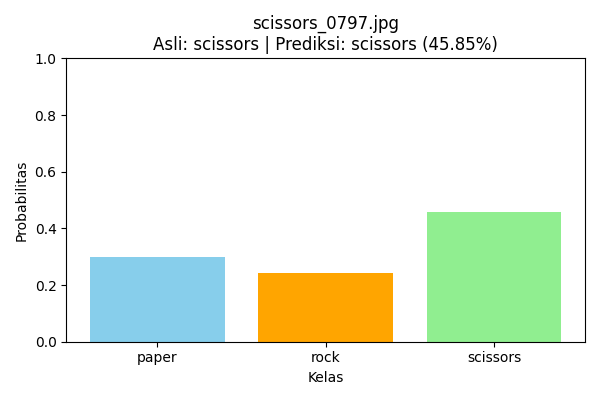 scissors_0797.jpg
Asli: scissors | Prediksi: scissors (45.85%)
1.0
0.8
0.6
0.4
0.2
0.0
Probabilitas
paper rock scissors
Kelas